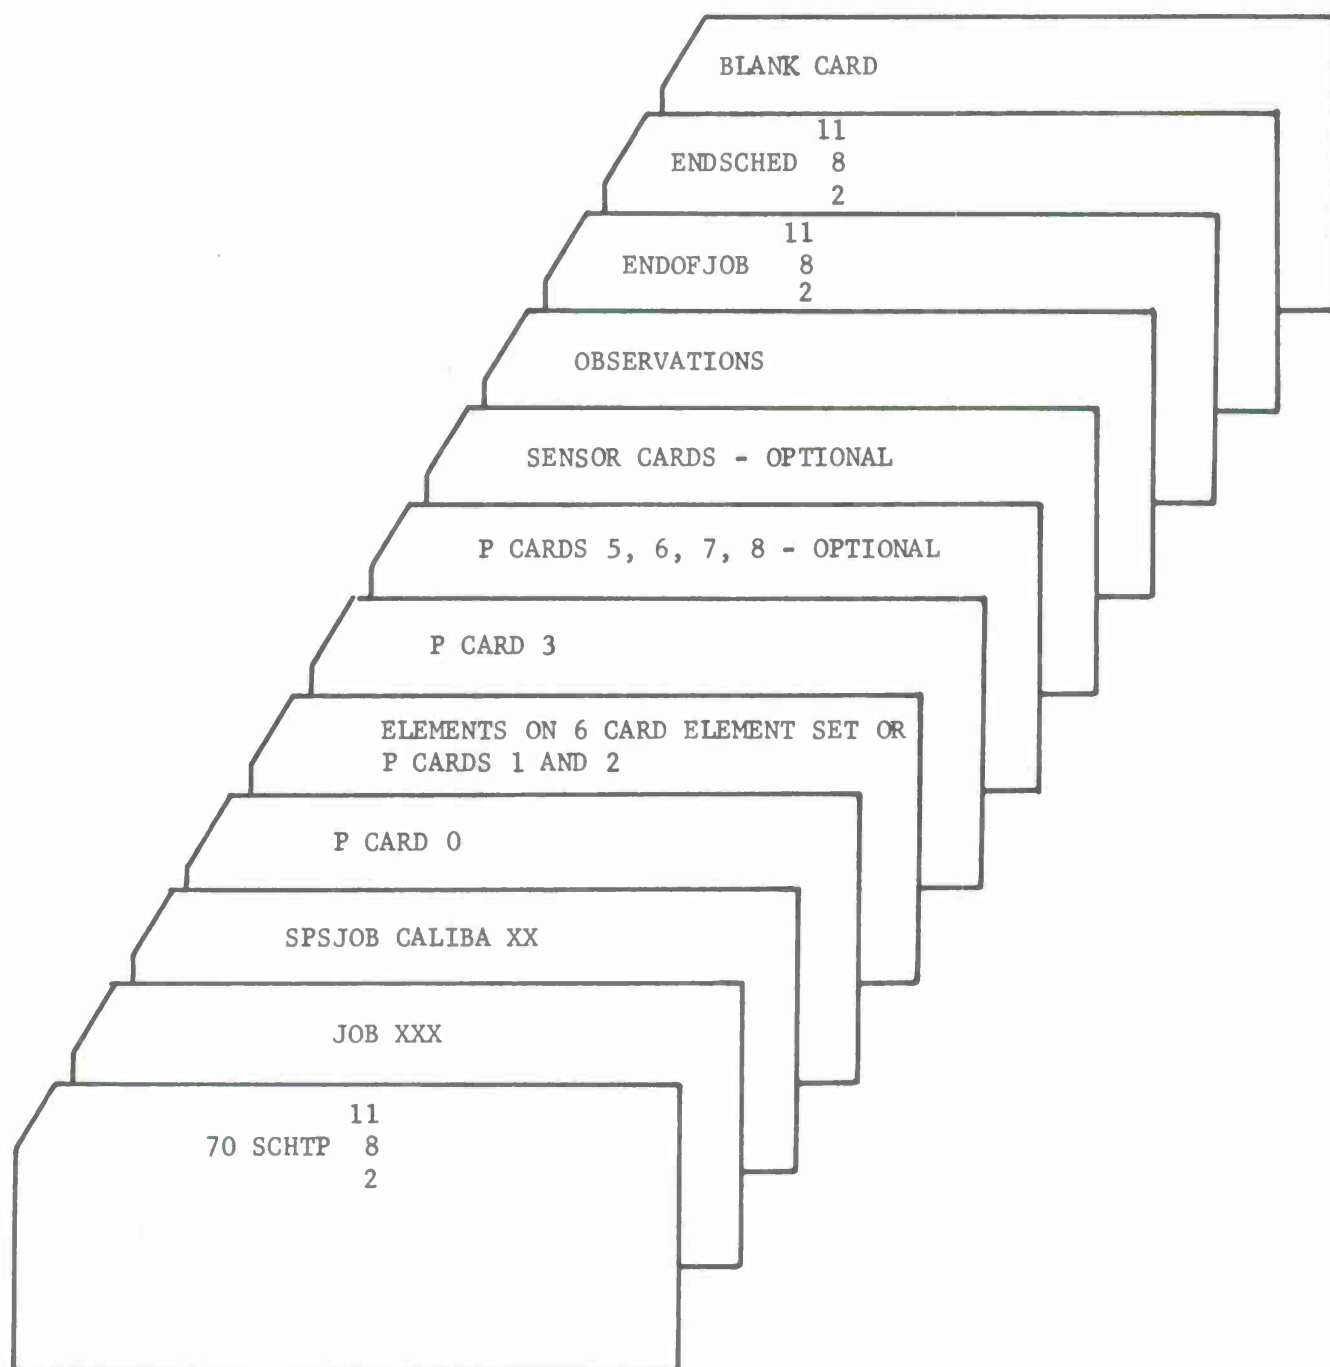 BLANK CARD
11
ENDSCHED 8
2
11
ENDOFJOB 8
2
OBSERVATIONS
SENSOR CARDS - OPTIONAL
P CARDS 5, 6, 7, 8 - OPTIONAL
P CARD 3
ELEMENTS ON 6 CARD ELEMENT SET OR
P CARDS 1 AND 2
P CARD 0
SPSJOB CALIBA XX
JOB XXX
11
70 SCHTP 8
2